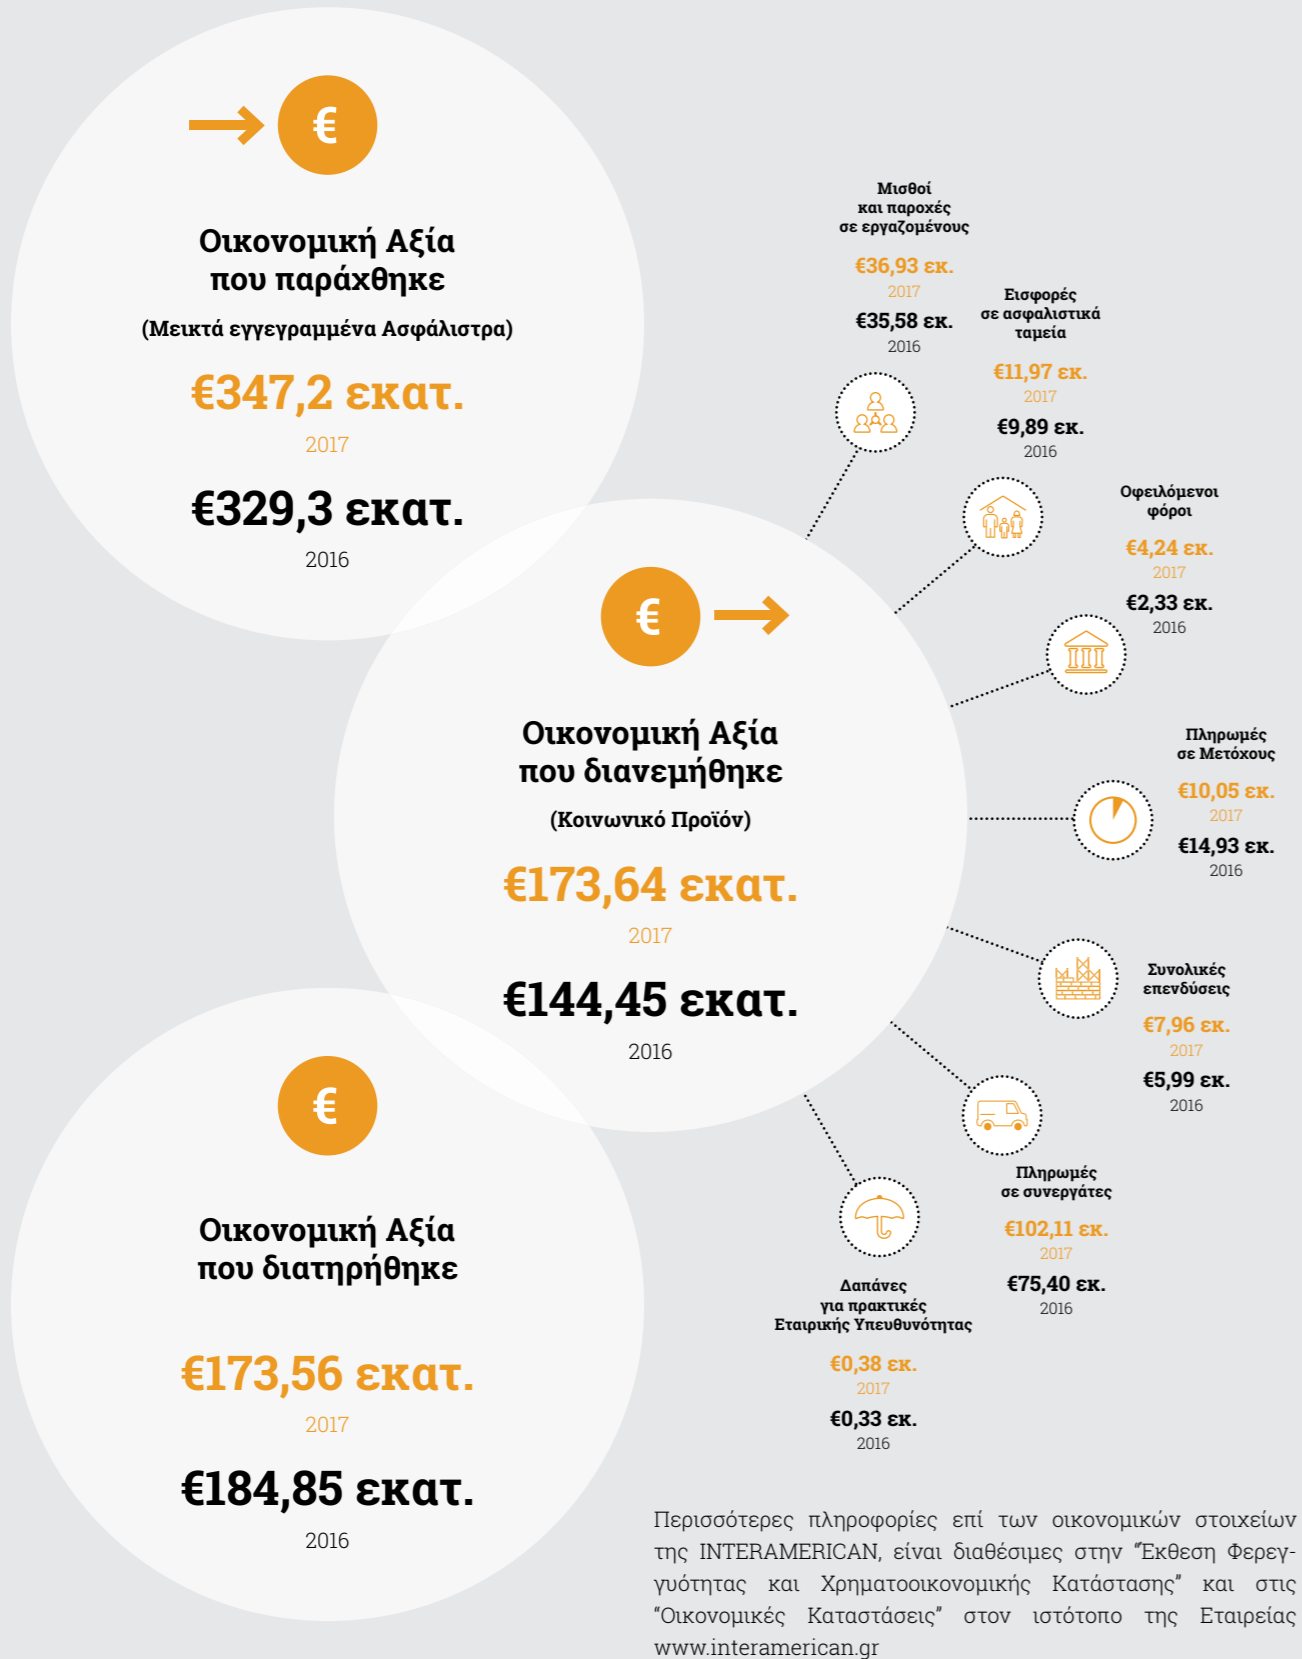 €
Οικονομική Αξία
που παράχθηκε
(Μεικτά εγγεγραμμένα Ασφάλιστρα)
€347,2 εκατ.
2017
€329,3 εκατ.
2016
€
Οικονομική Αξία
που διανεμήθηκε
(Κοινωνικό Προϊόν)
€173,64 εκατ.
2017
€144,45 εκατ.
2016
€
Οικονομική Αξία
που διατηρήθηκε
€173,56 εκατ.
2017
€184,85 εκατ.
2016
Μισθοί
και παροχές
σε εργαζομένους
€36,93 εκ.
2017
€35,58 εκ.
2016
Εισφορές
σε ασφαλιστικά
ταμεία
€11,97 εκ.
2017
€9,89 εκ.
2016
Οφειλόμενοι
φόροι
€4,24 εκ.
2017
€2,33 εκ.
2016
Πληρωμές
σε Μετόχους
€10,05 εκ.
2017
€14,93 εκ.
2016
Συνολικές
επενδύσεις
€7,96 εκ.
2017
€5,99 εκ.
2016
Πληρωμές
σε συνεργάτες
€102,11 εκ.
2017
€75,40 εκ.
2016
Δαπάνες
για πρακτικές
Εταιρικής Υπευθυνότητας
€0,38 εκ.
2017
€0,33 εκ.
2016
Περισσότερες πληροφορίες επί των οικονομικών στοιχείων
της INTERAMERICAN, είναι διαθέσιμες στην "Έκθεση Φερεγ-
γυότητας και Χρηματοοικονομικής Κατάστασης" και στις
"Οικονομικές Καταστάσεις" στον ιστότοπο της Εταιρείας
www.interamerican.gr